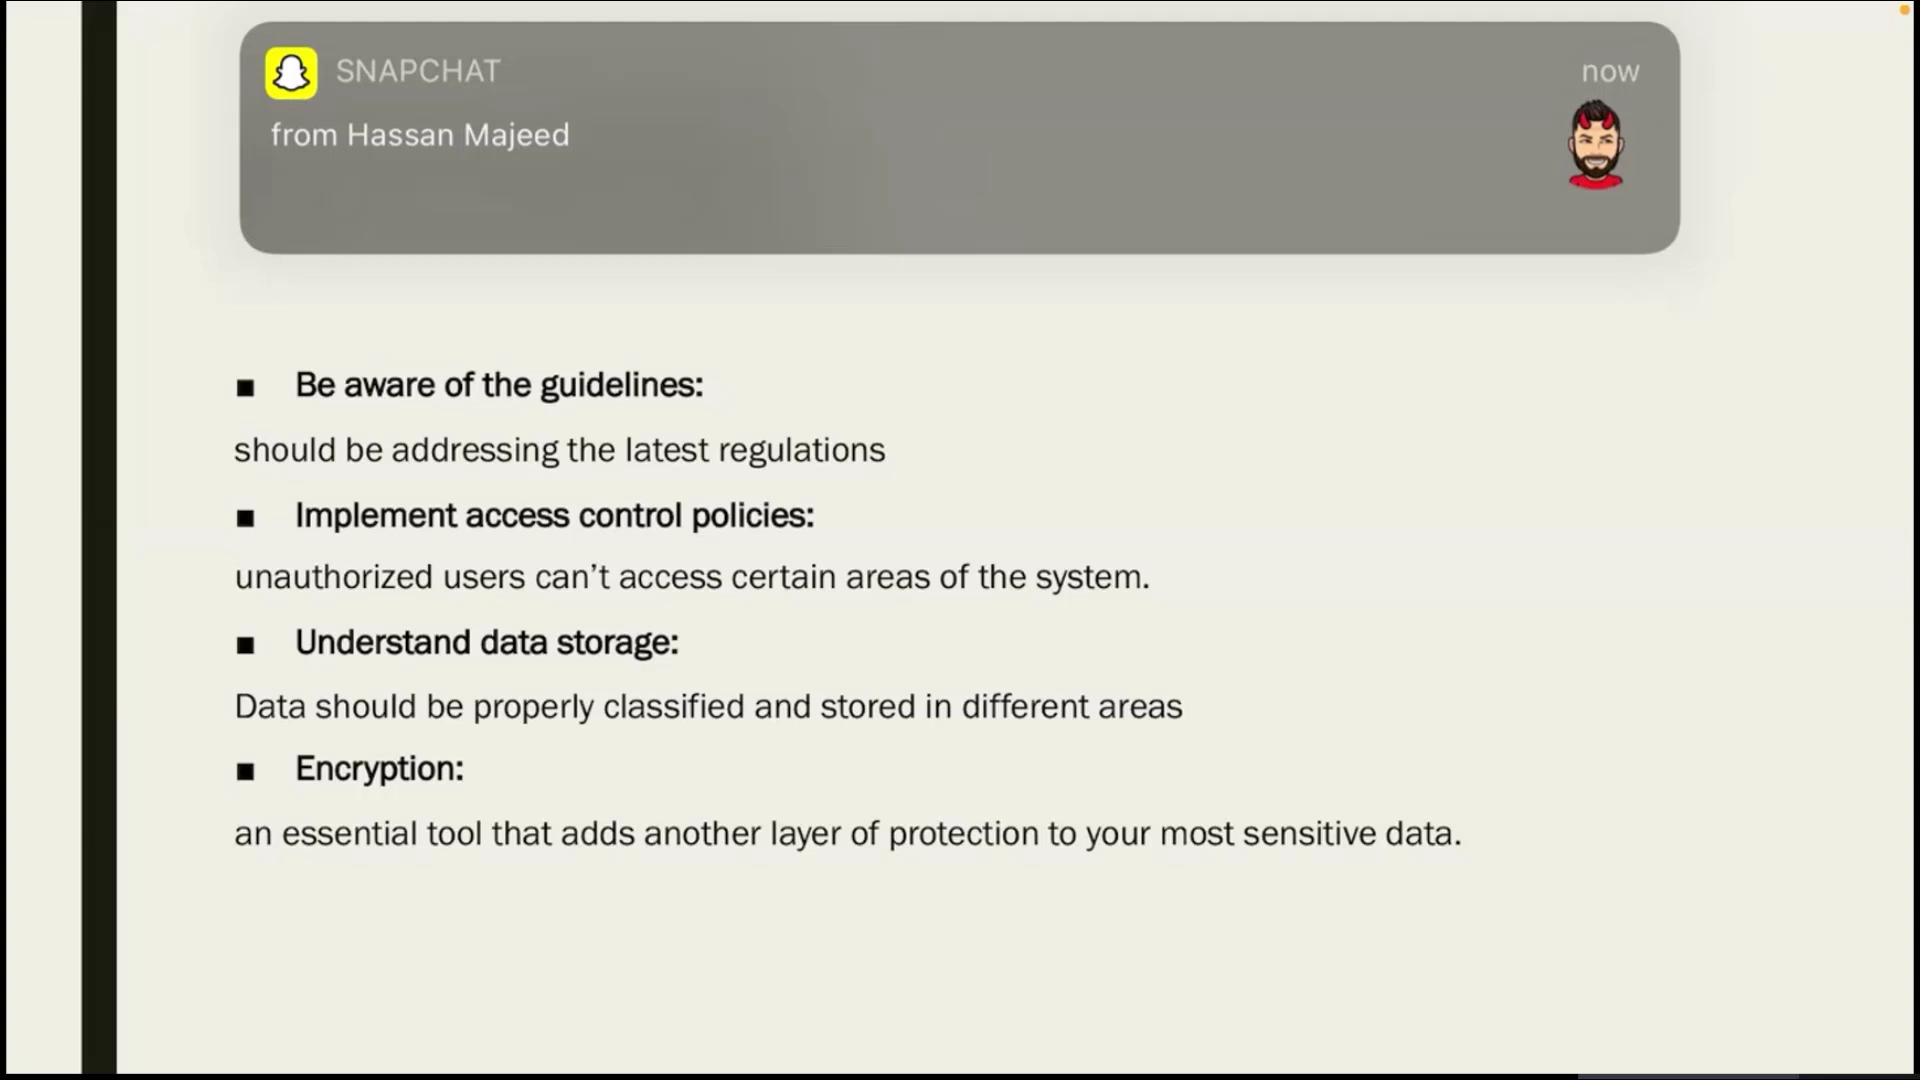 SNAPCHAT
now
from Hassan Majeed
■ Be aware of the guidelines:
should be addressing the latest regulations
■ Implement access control policies:
unauthorized users can’t access certain areas of the system.
■ Understand data storage:
Data should be properly classified and stored in different areas
■ Encryption:
an essential tool that adds another layer of protection to your most sensitive data.